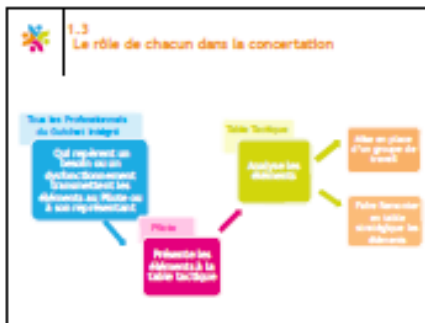 1.3
Le rôle de chacun dans la concertation
Tous les Professionnels
du Guichet Intégré
Qui repèrent un
besoin ou un
dysfonctionnement
Transmettent les
éléments au Pilote ou
à son représentant
Pilote
Présente les
éléments à la
table tactique
Table Tactique
Analyse les
éléments
Mise en place
d'un groupe de
travail
Faire Remonter
en table
stratégique les
éléments